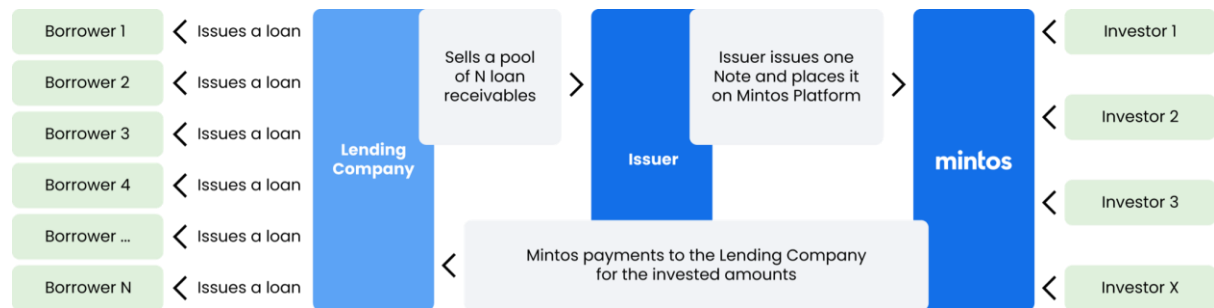 Borrower 1
Issues a loan
Borrower 2
Issues a loan
Borrower 3
Issues a loan
Borrower 4
Issues a loan
Borrower ...
Issues a loan
Borrower N
Issues a loan
Lending
Company
Sells a pool
of N loan
receivables
Issuer
Issuer issues one
Note and places it
on Mintos Platform
mintos
Mintos payments to the Lending Company
for the invested amounts
Investor 1
Investor 2
Investor 3
Investor X